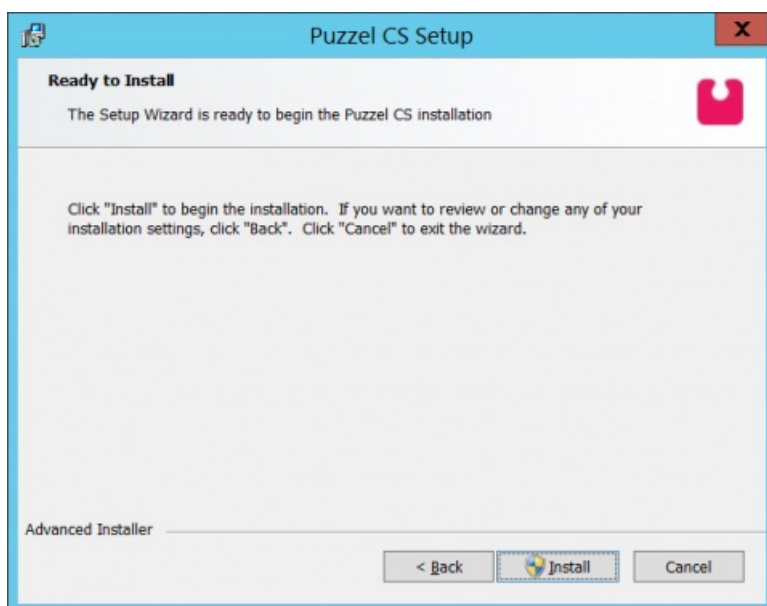 Puzzel CS Setup
X
Ready to Install
The Setup Wizard is ready to begin the Puzzel CS installation
Click "Install" to begin the installation.  If you want to review or change any of your
installation settings, click "Back".  Click "Cancel" to exit the wizard.
Advanced Installer
< Back
Install
Cancel